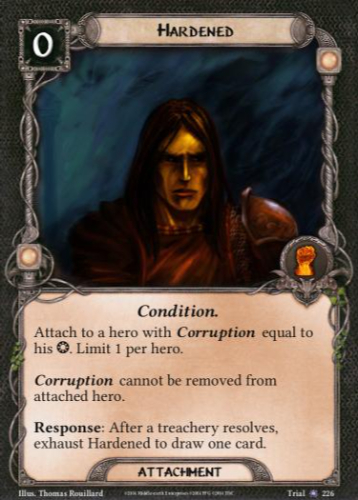 0
HARDENED
Condition.
Attach to a hero with Corruption equal to
his . Limit 1 per hero.
Corruption cannot be removed from
attached hero.
Response: After a treachery resolves,
exhaust Hardened to draw one card.
ATTACHMENT
Illus. Thomas Rouillard
Trial 226